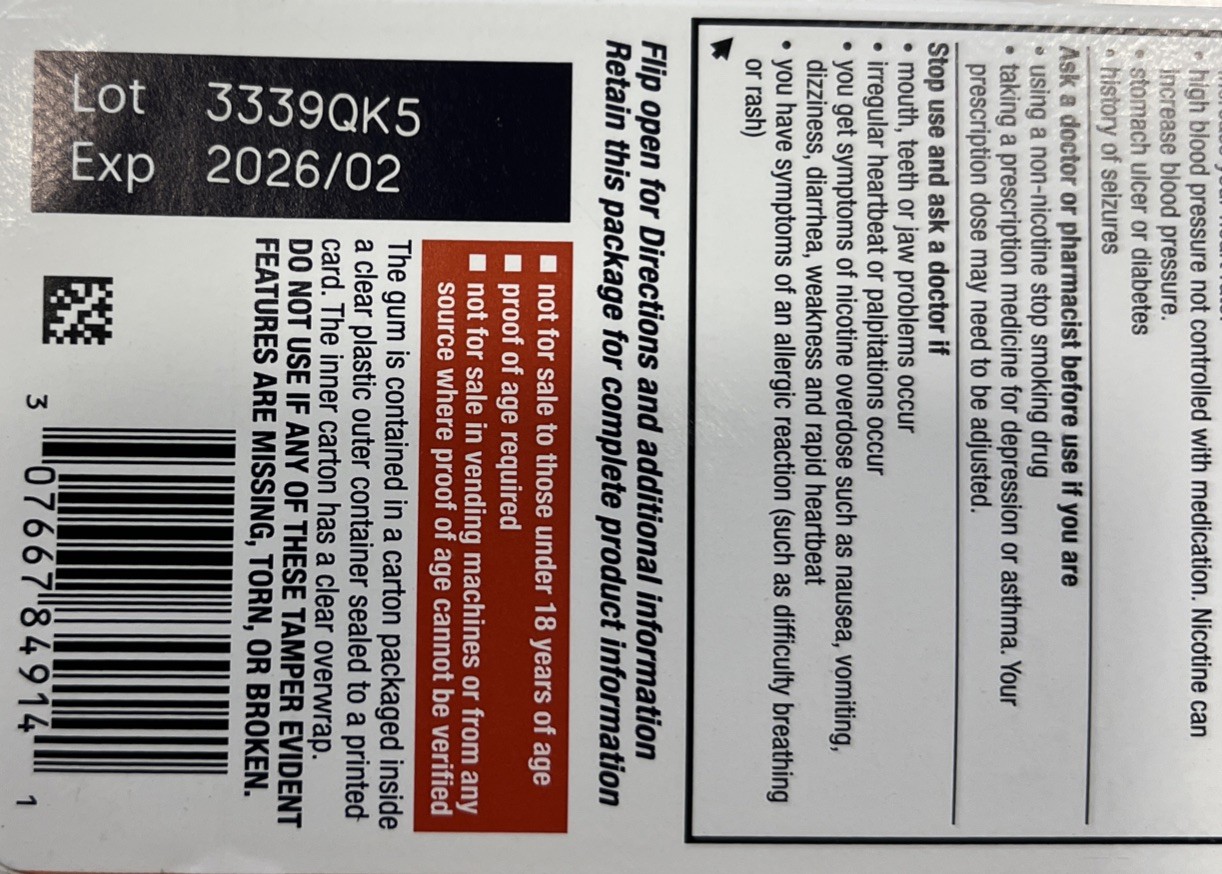 • high blood pressure not controlled with medication. Nicotine can
increase blood pressure.
• stomach ulcer or diabetes
• history of seizures
Ask a doctor or pharmacist before use if you are
• using a non-nicotine stop smoking drug
• taking a prescription medicine for depression or asthma. Your
prescription dose may need to be adjusted.
Stop use and ask a doctor if
• mouth, teeth or jaw problems occur
• irregular heartbeat or palpitations occur
• you get symptoms of nicotine overdose such as nausea, vomiting,
dizziness, diarrhea, weakness and rapid heartbeat
• you have symptoms of an allergic reaction (such as difficulty breathing
or rash)
Flip open for Directions and additional information
Retain this package for complete product information
■ not for sale to those under 18 years of age
■ proof of age required
■ not for sale in vending machines or from any
source where proof of age cannot be verified
The gum is contained in a carton packaged inside
a clear plastic outer container sealed to a printed
card. The inner carton has a clear overwrap.
DO NOT USE IF ANY OF THESE TAMPER EVIDENT
FEATURES ARE MISSING, TORN, OR BROKEN.
Lot 3339QK5
Exp 2026/02
3 07667 84914 1